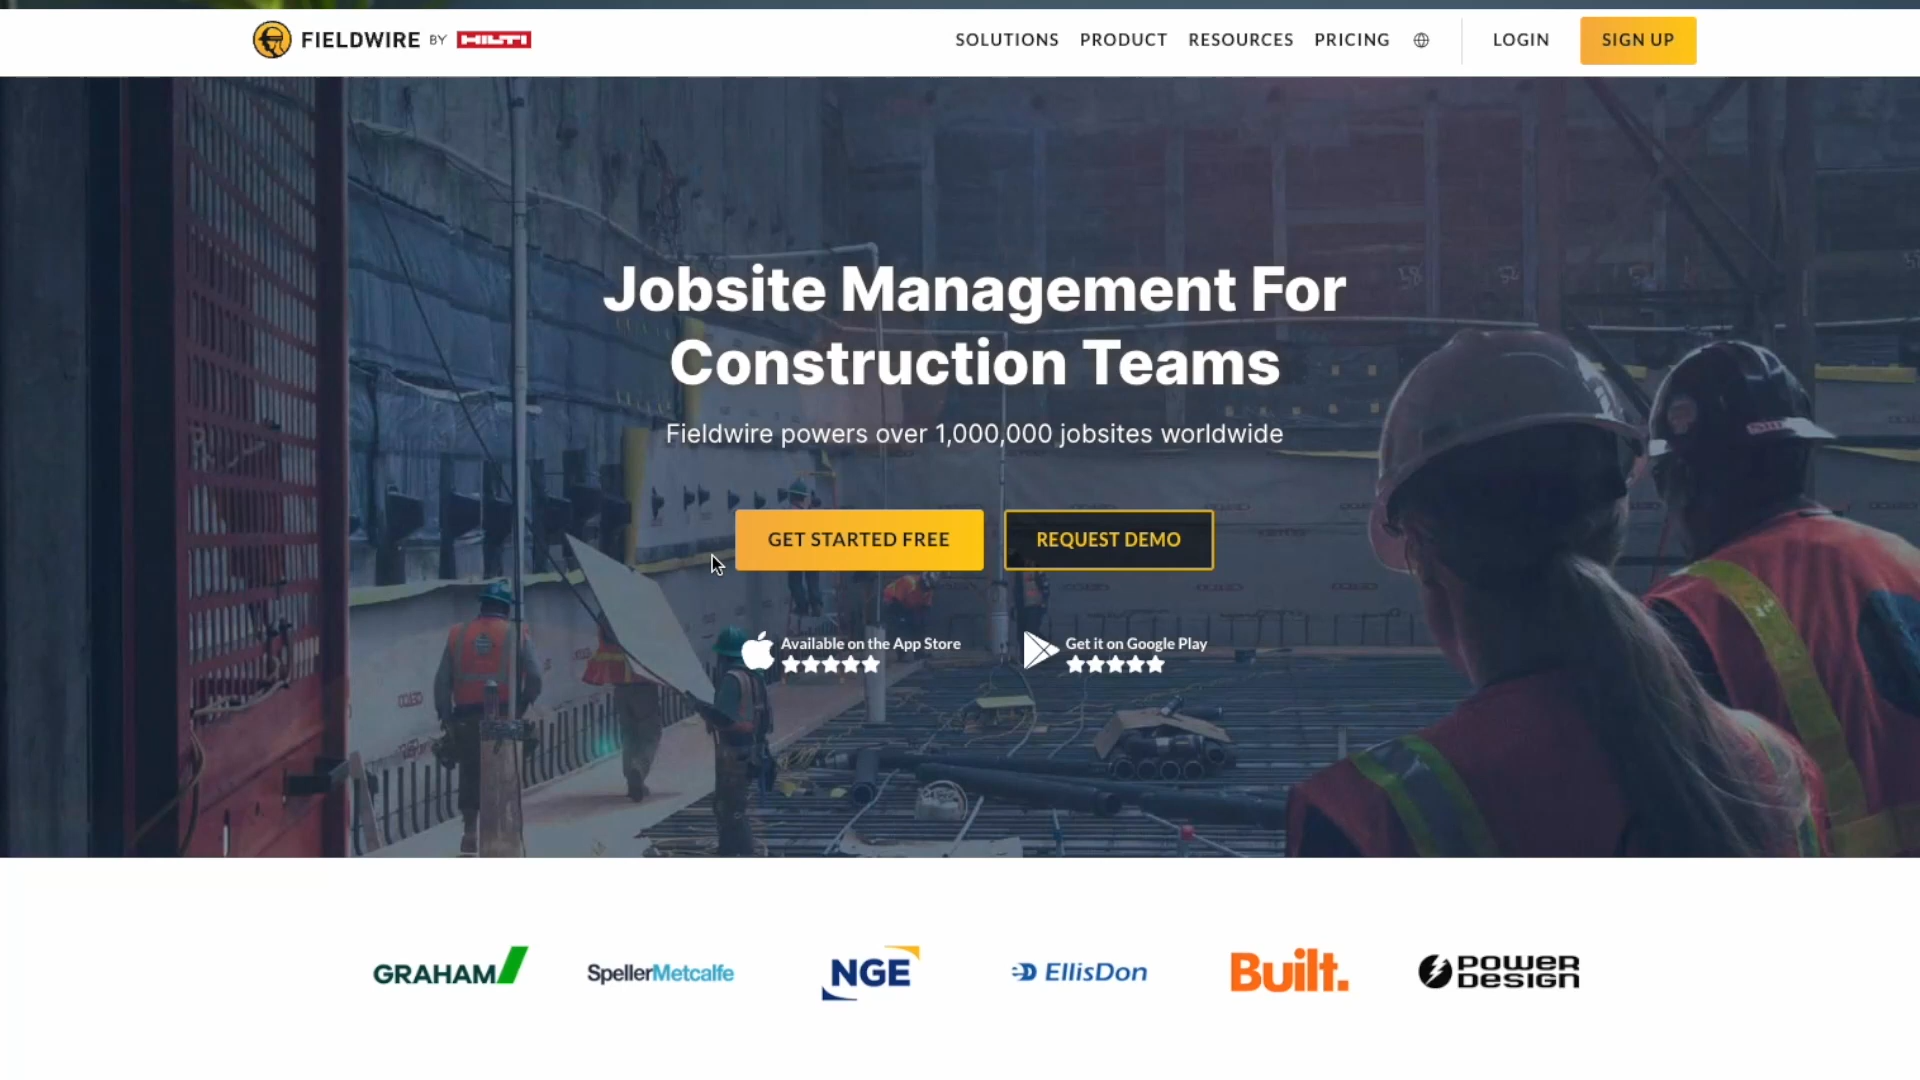 FIELDWIRE BY HILTI
SOLUTIONS PRODUCT RESOURCES PRICING LOGIN SIGN UP
Jobsite Management For
Construction Teams
Fieldwire powers over 1,000,000 jobsites worldwide
GET STARTED FREE REQUEST DEMO
Available on the App Store Get it on Google Play
GRAHAM SpellerMetcalfe NGE EllisDon Built. POWER DESIGN